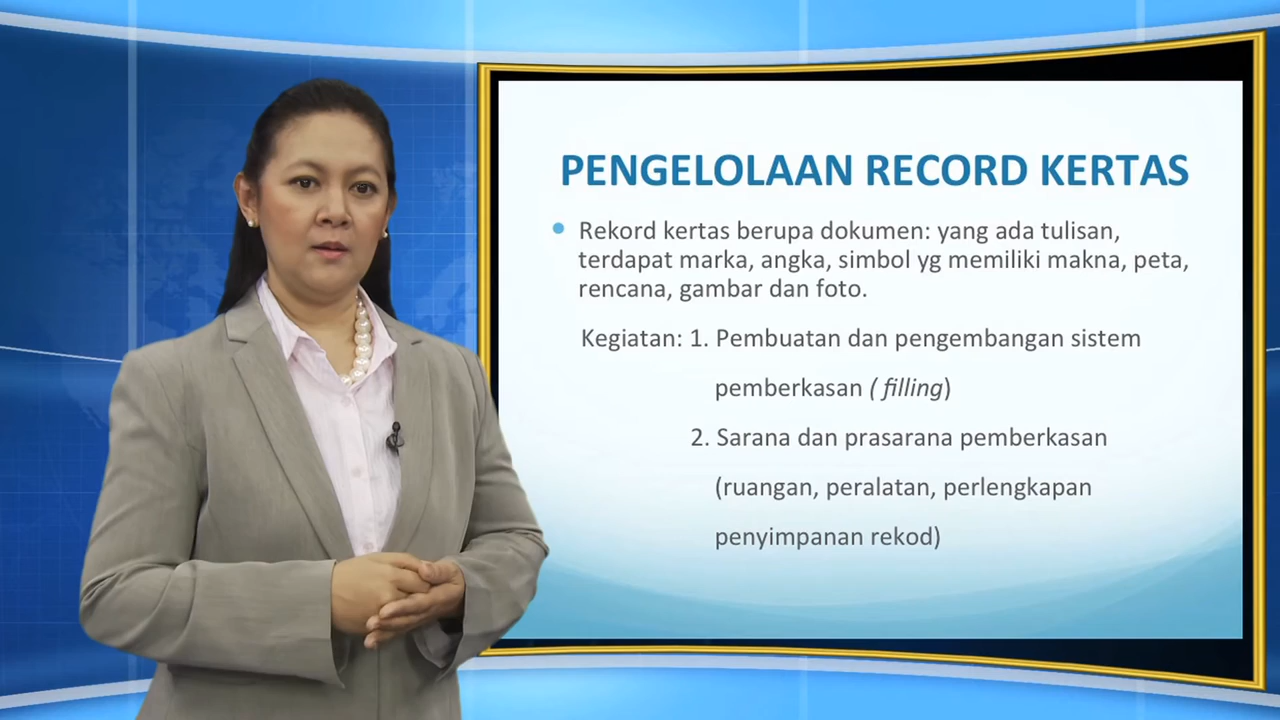 PENGELOLAAN RECORD KERTAS
• Rekord kertas berupa dokumen: yang ada tulisan,
terdapat marka, angka, simbol yg memiliki makna, peta,
rencana, gambar dan foto.
Kegiatan: 1. Pembuatan dan pengembangan sistem
pemberkasan ( filling)
2. Sarana dan prasarana pemberkasan
(ruangan, peralatan, perlengkapan
penyimpanan rekod)